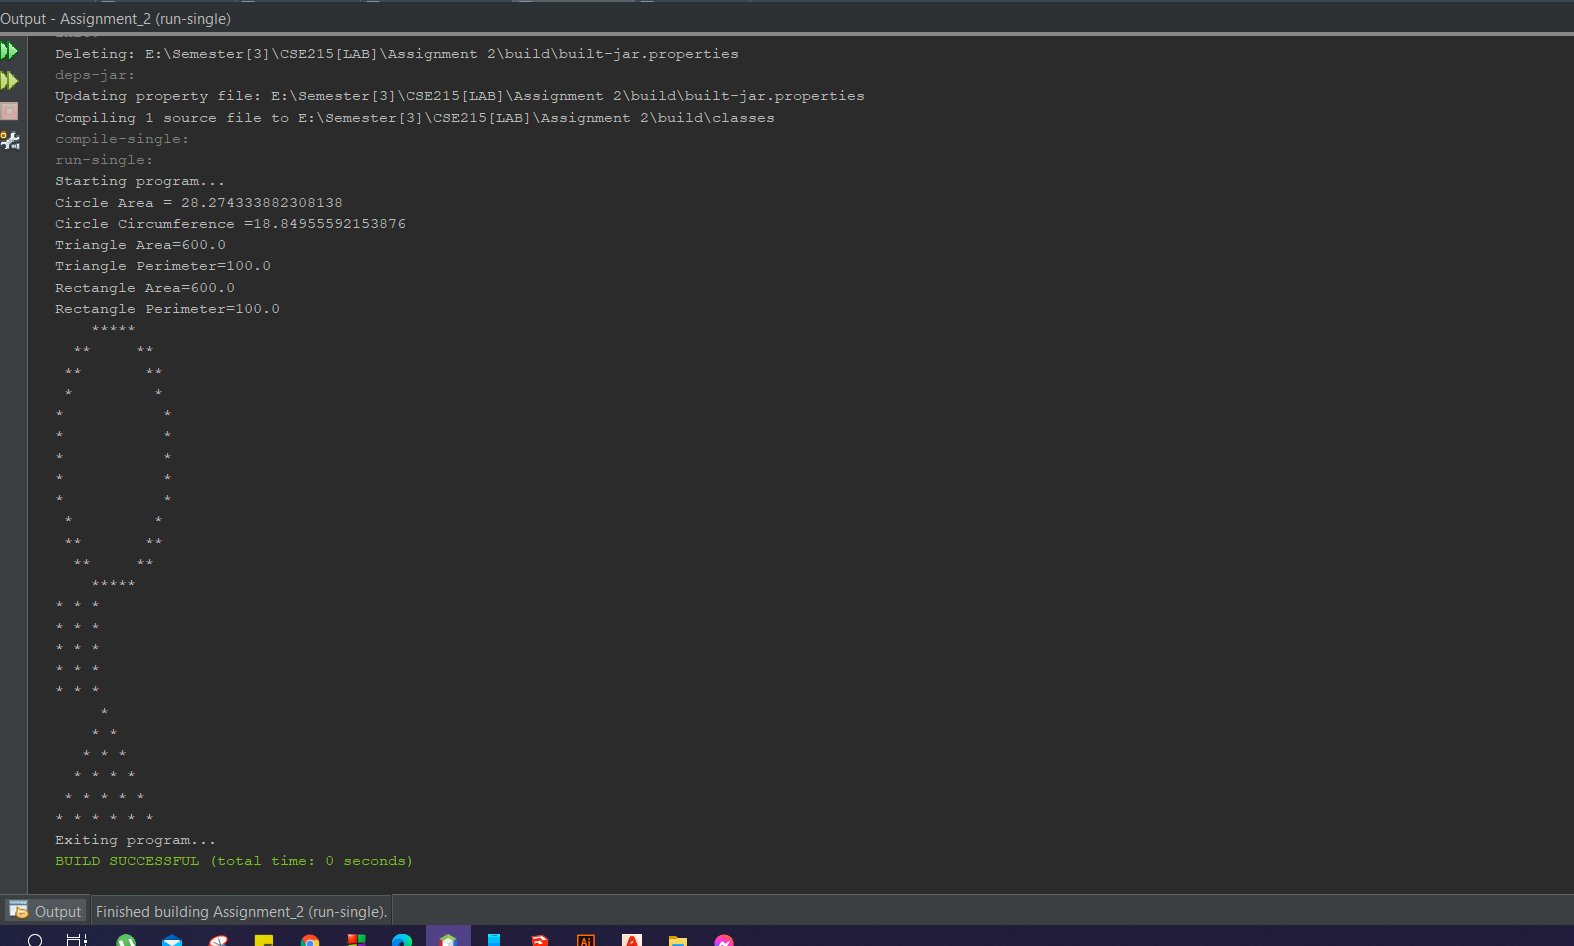 Output - Assignment_2 (run-single)
Deleting: E:\Semester[3]\CSE215[LAB]\Assignment 2\build\built-jar.properties
deps-jar:
Updating property file: E:\Semester[3]\CSE215[LAB]\Assignment 2\build\built-jar.properties
Compiling 1 source file to E:\Semester[3]\CSE215[LAB]\Assignment 2\build\classes
compile-single:
run-single:
Starting program...
Circle Area = 28.274333882308138
Circle Circumference =18.84955592153876
Triangle Area=600.0
Triangle Perimeter=100.0
Rectangle Area=600.0
Rectangle Perimeter=100.0
    *****
  **     **
 **       **
 *         *
*           *
*           *
*           *
*           *
*           *
 *         *
 **       **
  **     **
    *****
* * *
* * *
* * *
* * *
* * *
     *
    * *
   * * *
  * * * *
 * * * * *
* * * * * *
Exiting program...
BUILD SUCCESSFUL (total time: 0 seconds)
Output
Finished building Assignment_2 (run-single).
Ai